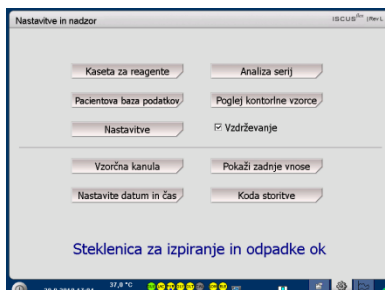 Nastavitve in nadzor
ISCUS
Kaseta za reagente
Analiza serij
Pacientova baza podatkov
Poglej kontorlne vzorce
Nastavitve
Vzdrževanje
Vzorčna kanula
Pokaži zadnje vnose
Nastavite datum in čas
Koda storitve
Steklenica za izpiranje in odpadke ok
37,0 °C